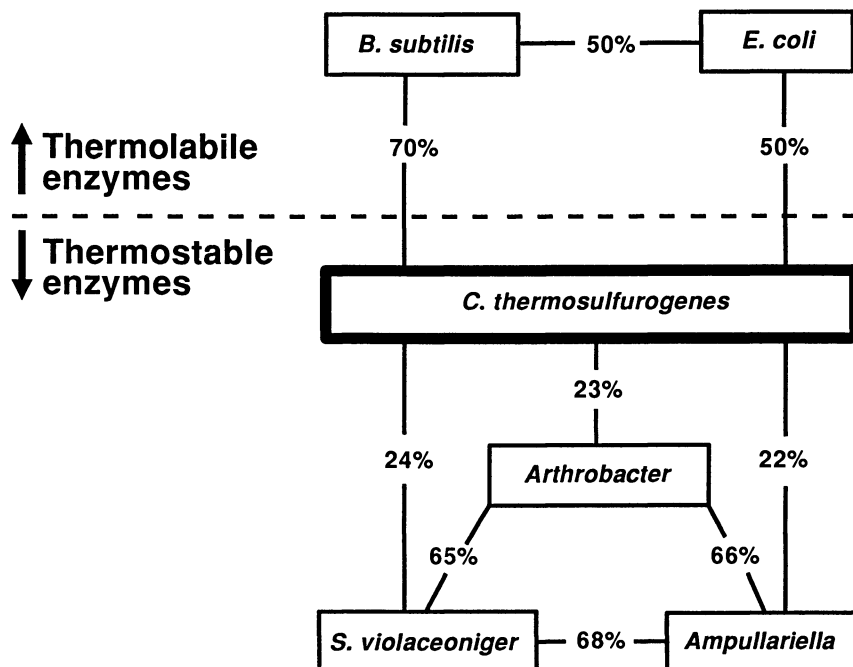 B. subtilis
50%
E. coli
70%
50%
Thermolabile
enzymes
Thermostable
enzymes
C. thermosulfurogenes
23%
24%
22%
Arthrobacter
65%
66%
S. violaceoniger
68%
Ampullariella